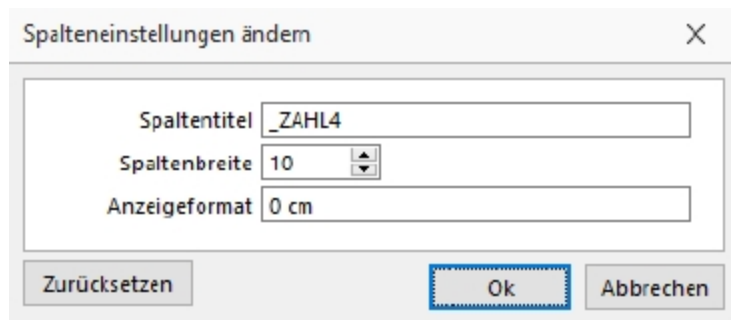 Spalteneinstellungen ändern
Spaltentitel _ZAHL4
Spaltenbreite 10
Anzeigeformat 0 cm
Zurücksetzen Ok Abbrechen